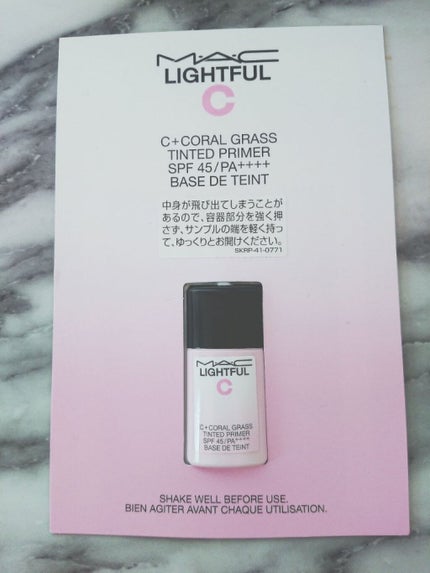 M·A·C
LIGHTFUL
C
C+CORAL GRASS
TINTED PRIMER
SPF 45/PA++++
BASE DE TEINT
中身が飛び出てしまうことが
あるので、容器部分を強く押
さず、サンプルの端を軽く持っ
て、ゆっくりとお開けください。
SKRP-41-0771
M·A·C
LIGHTFUL
C
C+CORAL GRASS
TINTED PRIMER
SPF 45/PA++++
BASE DE TEINT
SHAKE WELL BEFORE USE.
BIEN AGITER AVANT CHAQUE UTILISATION.